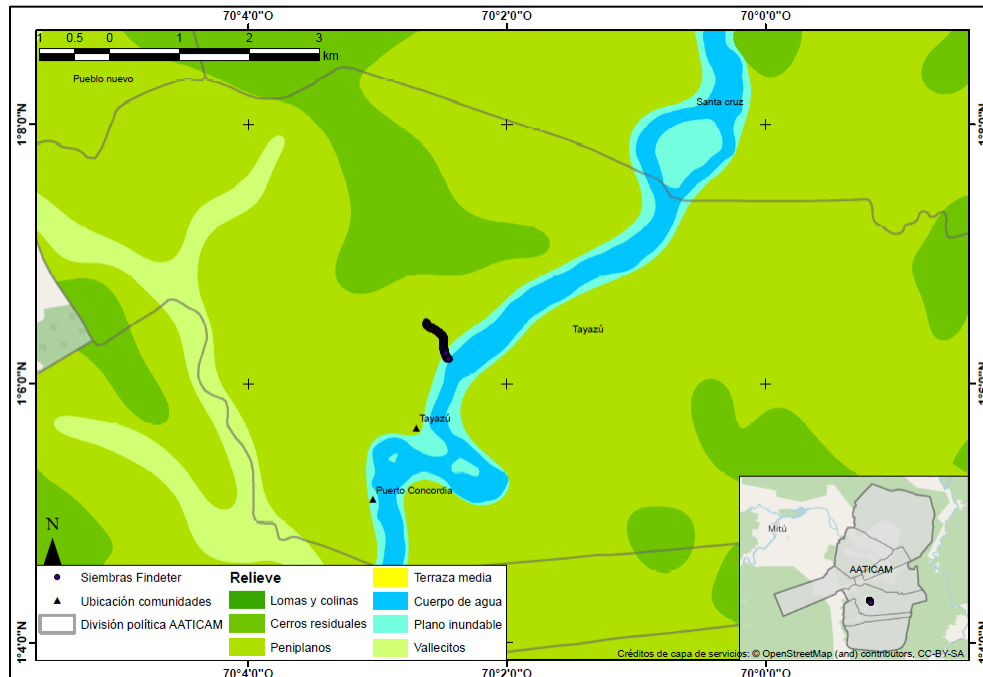 70°4'0"O 70°2'0"O 70°0'0"O
1 0.5 0 1 2 3
km
Pueblo nuevo
Santa cruz
1°8'0"N 1°8'0"N
Tayazú
1°6'0"N 1°6'0"N
Tayazú
Puerto Concordia
Mitú
AATICAM
N
Siembras Findeter
Ubicación comunidades
División política AATICAM
Relieve
Lomas y colinas
Cerros residuales
Peniplanos
Terraza media
Cuerpo de agua
Plano inundable
Vallecitos
1°4'0"N 1°4'0"N
Créditos de capa de servicios: © OpenStreetMap (and) contributors, CC-BY-SA
70°4'0"O 70°2'0"O 70°0'0"O